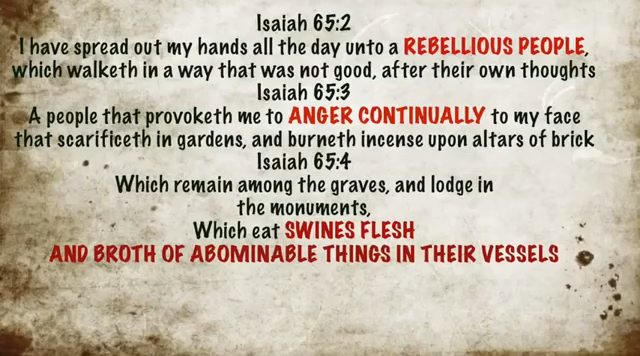 Isaiah 65:2
I have spread out my hands all the day unto a REBELLIOUS PEOPLE,
which walketh in a way that was not good, after their own thoughts
Isaiah 65:3
A people that provoketh me to ANGER CONTINUALLY to my face
that scarificeth in gardens, and burneth incense upon altars of brick
Isaiah 65:4
Which remain among the graves, and lodge in
the monuments,
Which eat SWINES FLESH
AND BROTH OF ABOMINABLE THINGS IN THEIR VESSELS